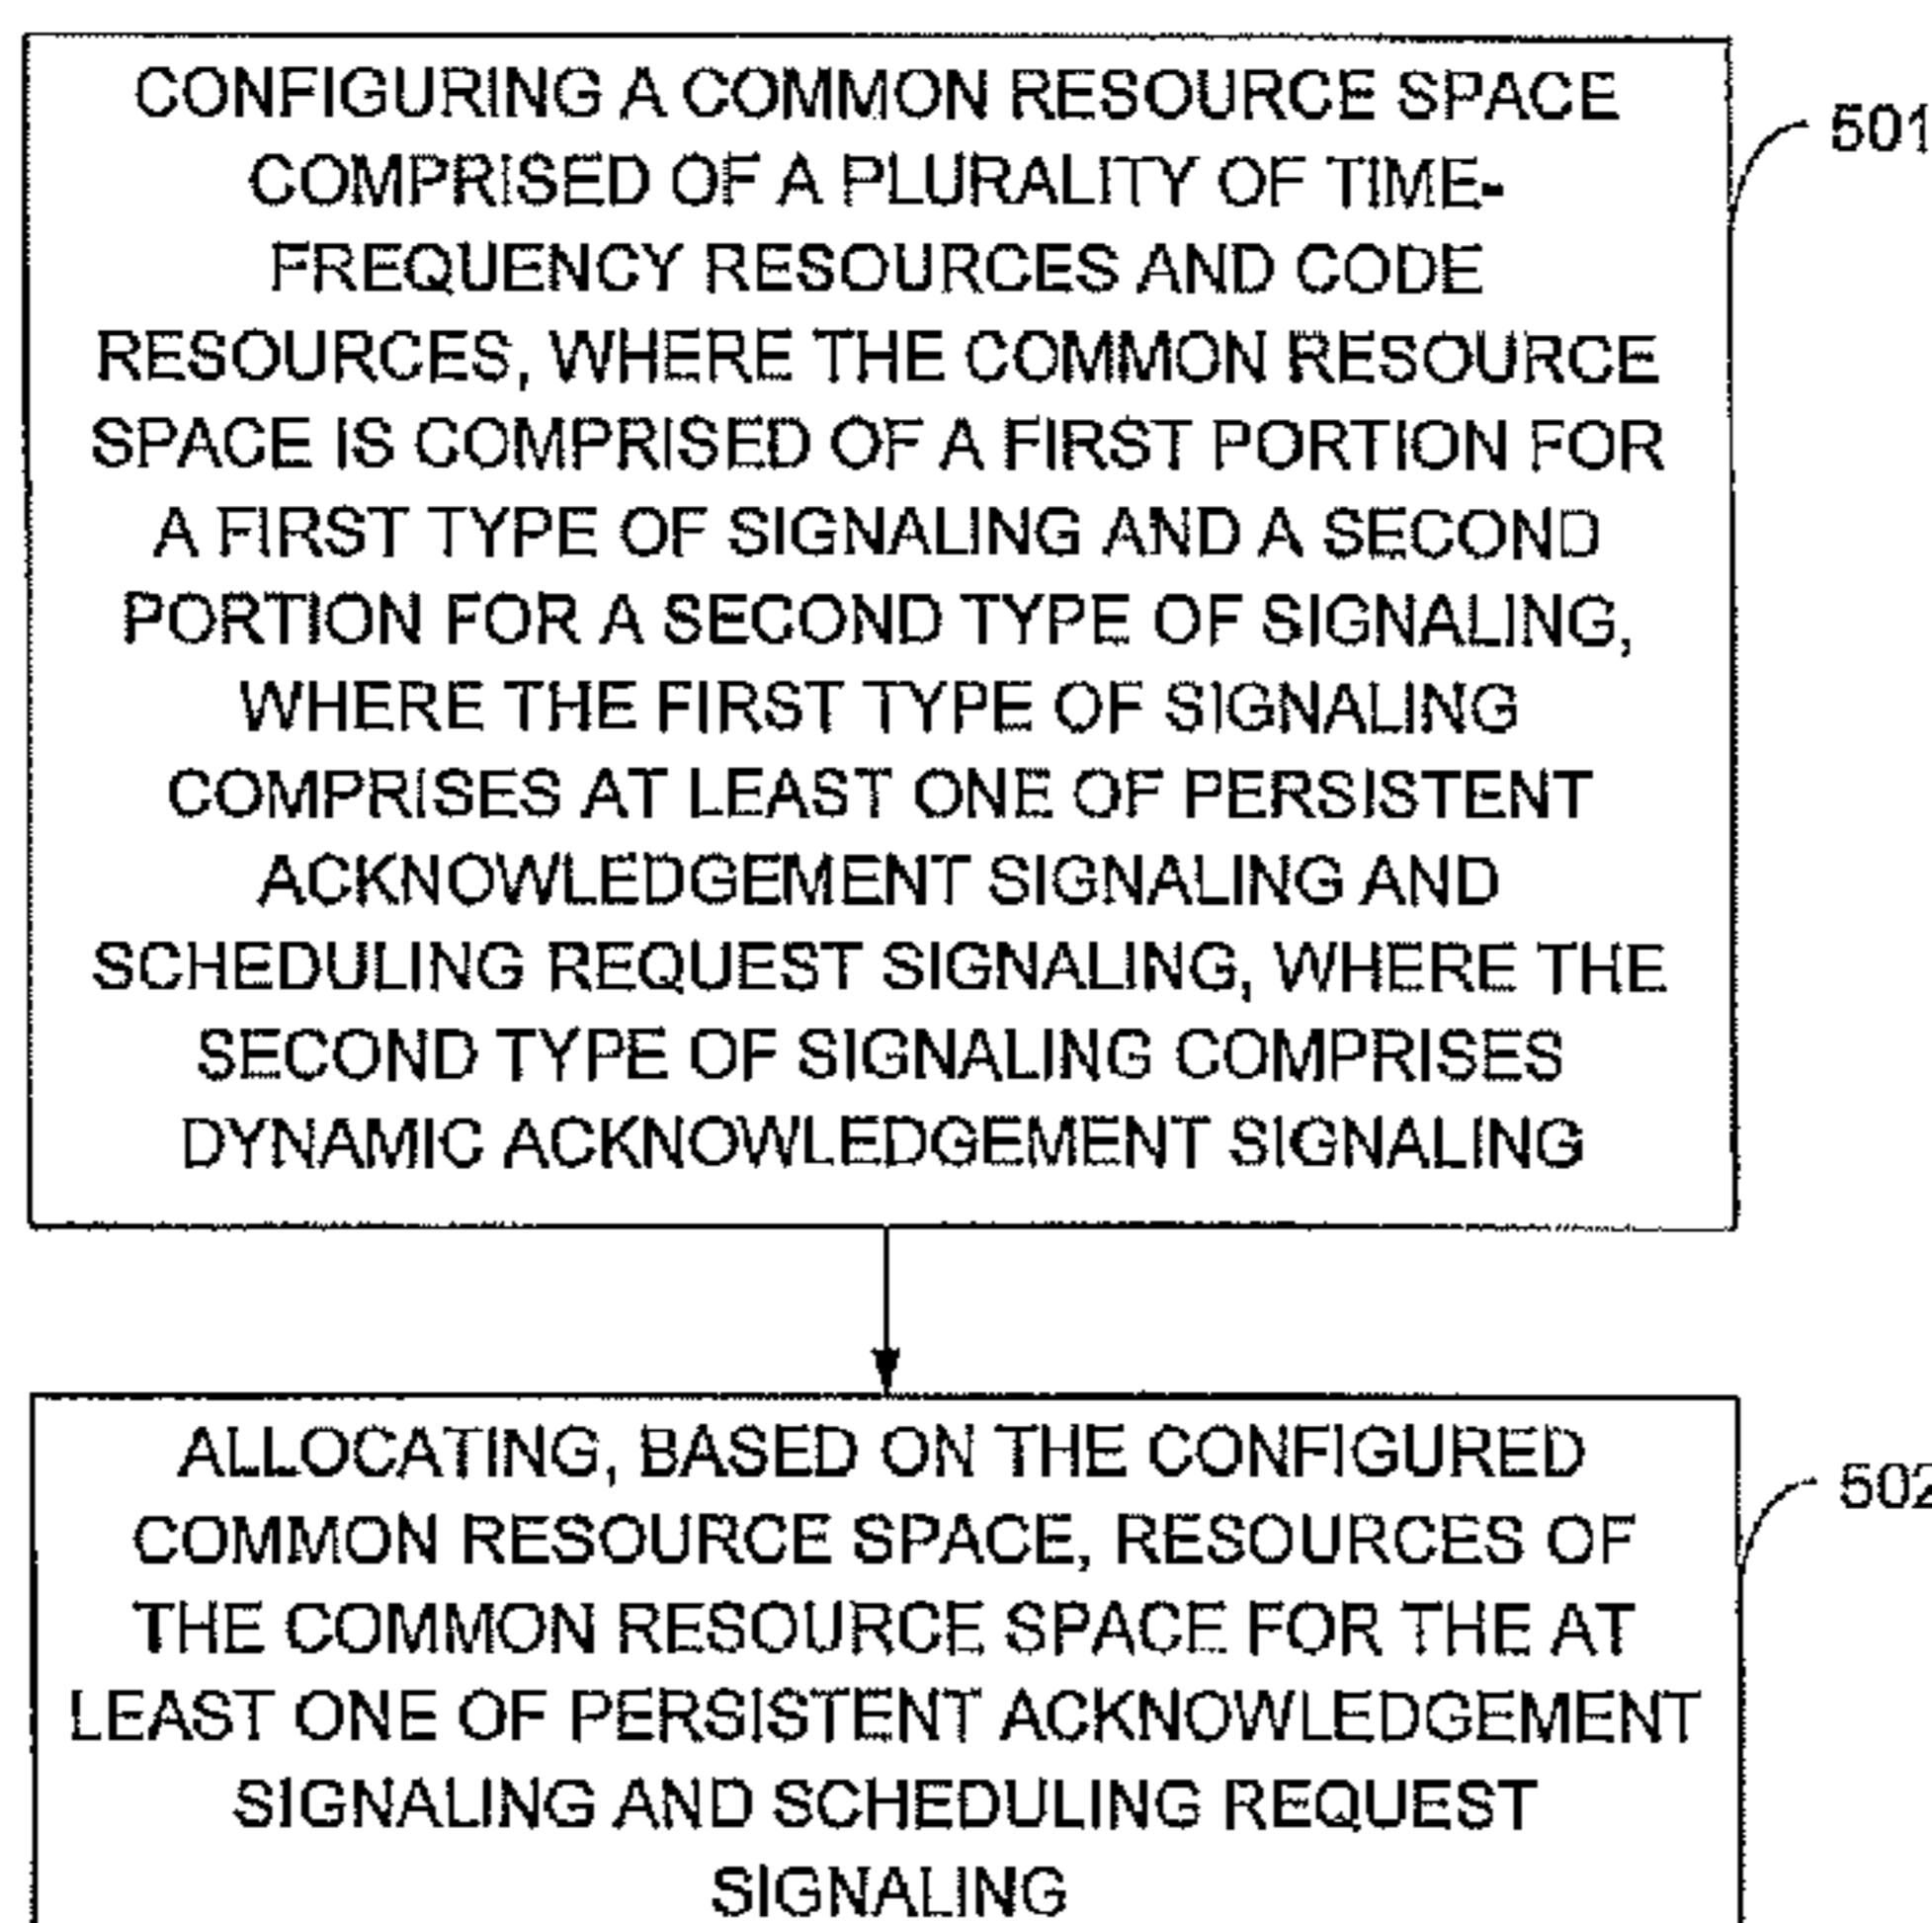 CONFIGURING A COMMON RESOURCE SPACE
COMPRISED OF A PLURALITY OF TIME-
FREQUENCY RESOURCES AND CODE
RESOURCES, WHERE THE COMMON RESOURCE
SPACE IS COMPRISED OF A FIRST PORTION FOR
A FIRST TYPE OF SIGNALING AND A SECOND
PORTION FOR A SECOND TYPE OF SIGNALING,
WHERE THE FIRST TYPE OF SIGNALING
COMPRISES AT LEAST ONE OF PERSISTENT
ACKNOWLEDGEMENT SIGNALING AND
SCHEDULING REQUEST SIGNALING, WHERE THE
SECOND TYPE OF SIGNALING COMPRISES
DYNAMIC ACKNOWLEDGEMENT SIGNALING
501
ALLOCATING, BASED ON THE CONFIGURED
COMMON RESOURCE SPACE, RESOURCES OF
THE COMMON RESOURCE SPACE FOR THE AT
LEAST ONE OF PERSISTENT ACKNOWLEDGEMENT
SIGNALING AND SCHEDULING REQUEST
SIGNALING
502